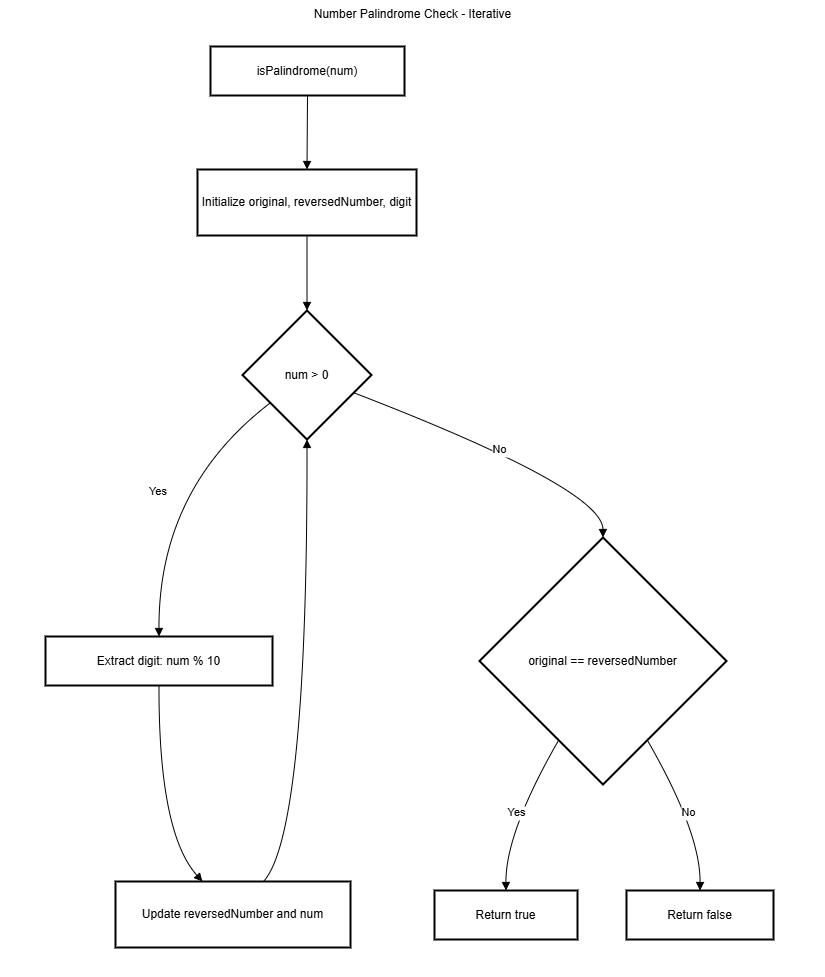 Number Palindrome Check - Iterative
isPalindrome(num)
Initialize original, reversedNumber, digit
num > 0
No
Yes
Extract digit: num % 10
original == reversedNumber
Yes
No
Update reversedNumber and num
Return true
Return false